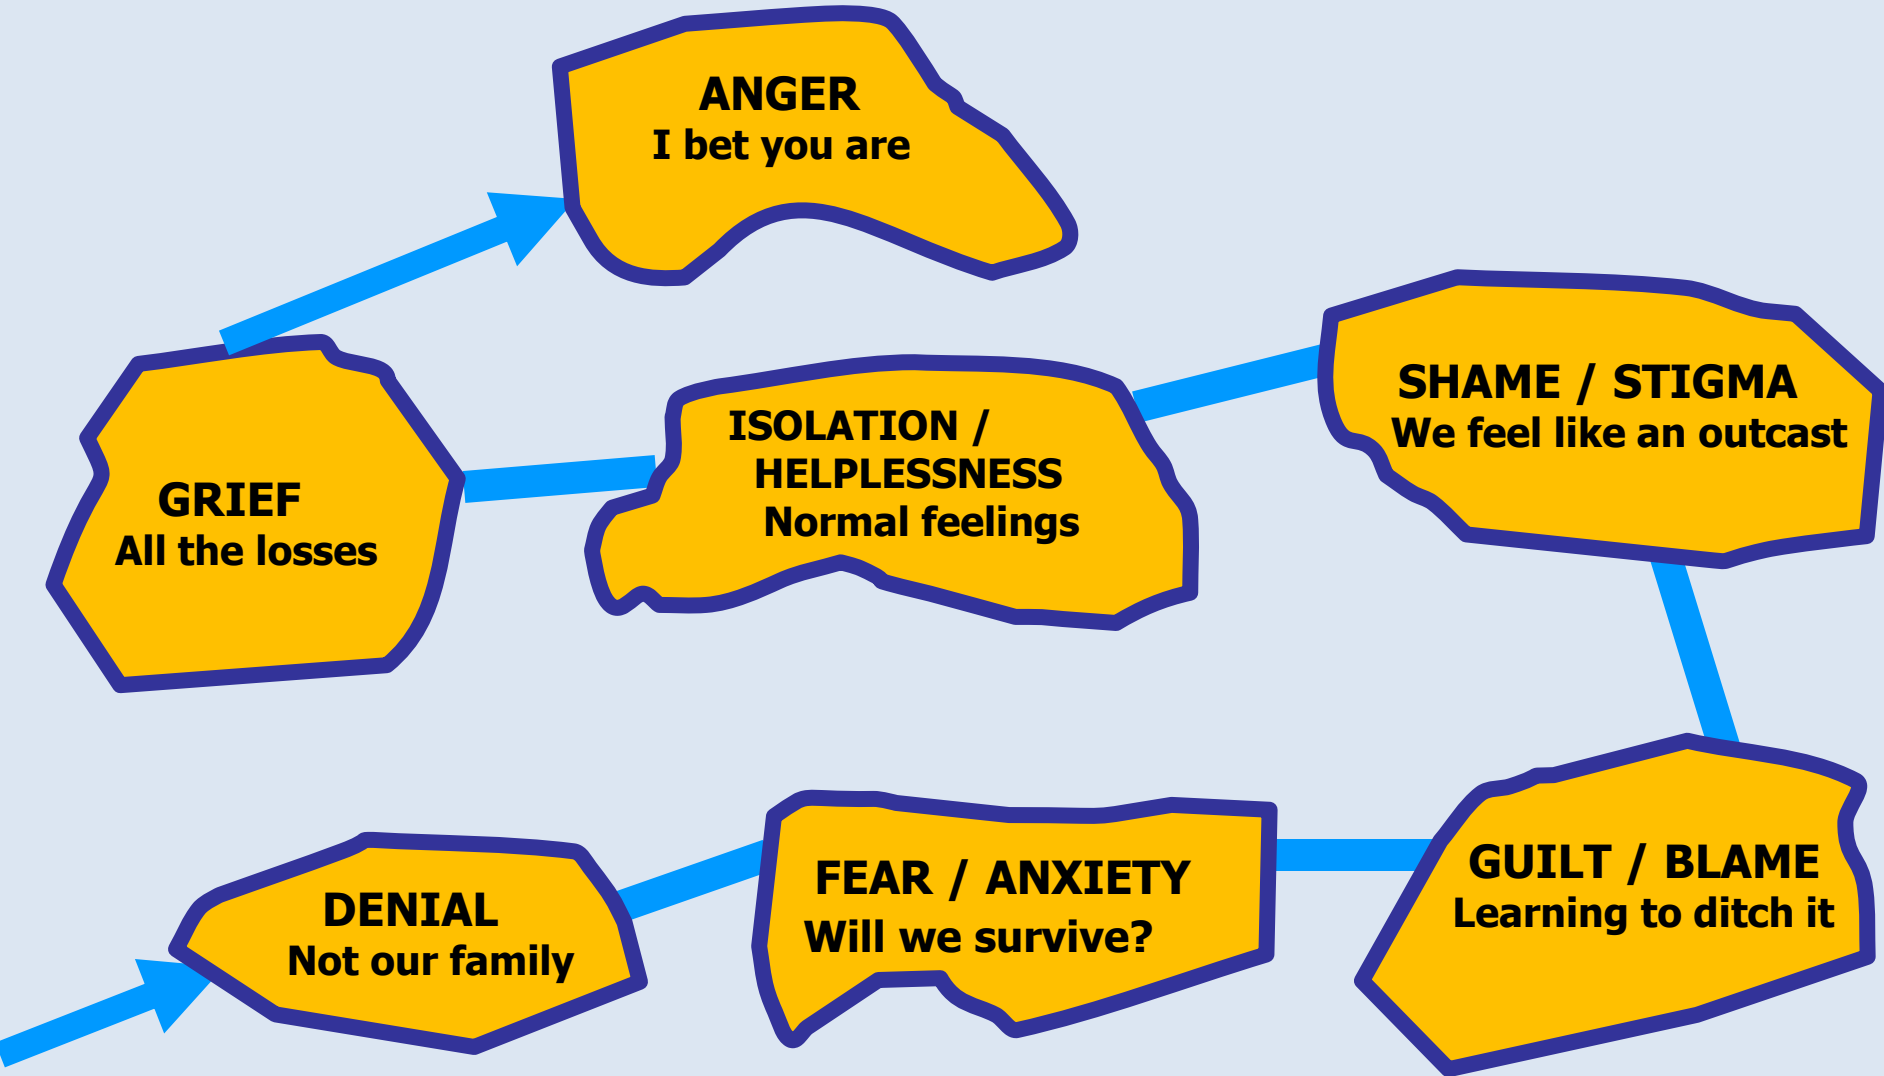 ANGER
I bet you are
SHAME / STIGMA
We feel like an outcast
ISOLATION /
HELPLESSNESS
Normal feelings
GRIEF
All the losses
GUILT / BLAME
Learning to ditch it
FEAR / ANXIETY
Will we survive?
DENIAL
Not our family